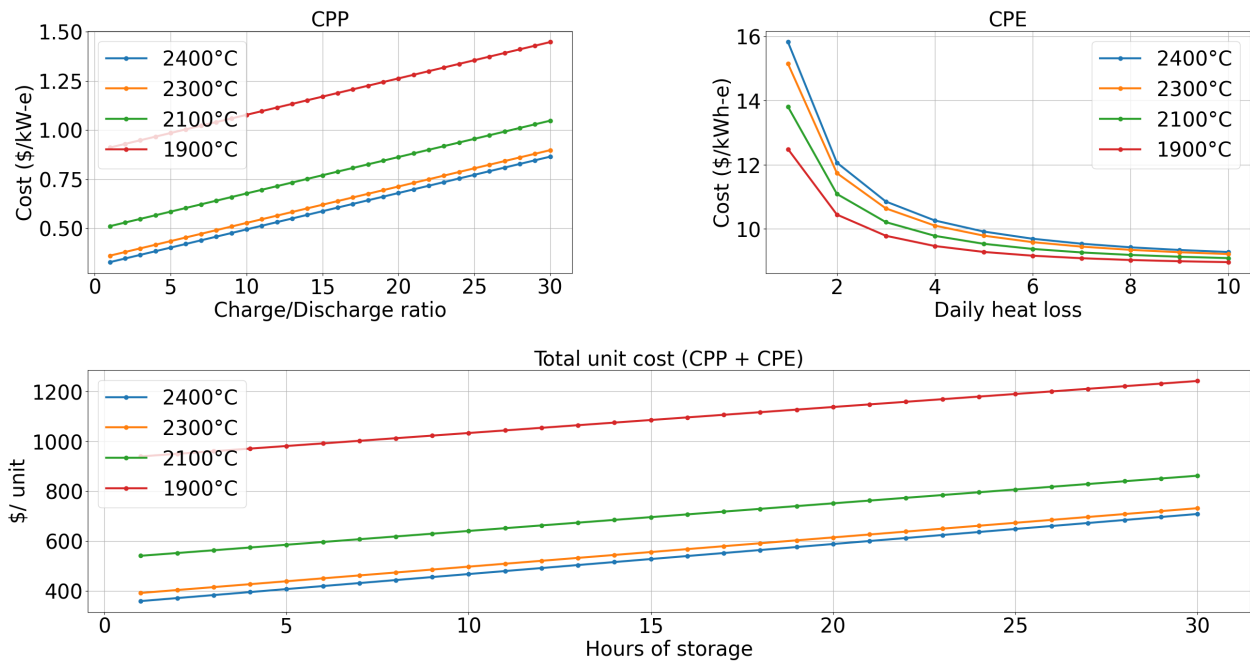 CPP
Cost ($/kW-e)
1.50
1.25
1.00
0.75
0.50
2400°C
2300°C
2100°C
1900°C
0 5 10 15 20 25 30
Charge/Discharge ratio
CPE
Cost ($/kWh-e)
16
14
12
10
2400°C
2300°C
2100°C
1900°C
2 4 6 8 10
Daily heat loss
Total unit cost (CPP + CPE)
$/ unit
1200
1000
800
600
400
2400°C
2300°C
2100°C
1900°C
0 5 10 15 20 25 30
Hours of storage